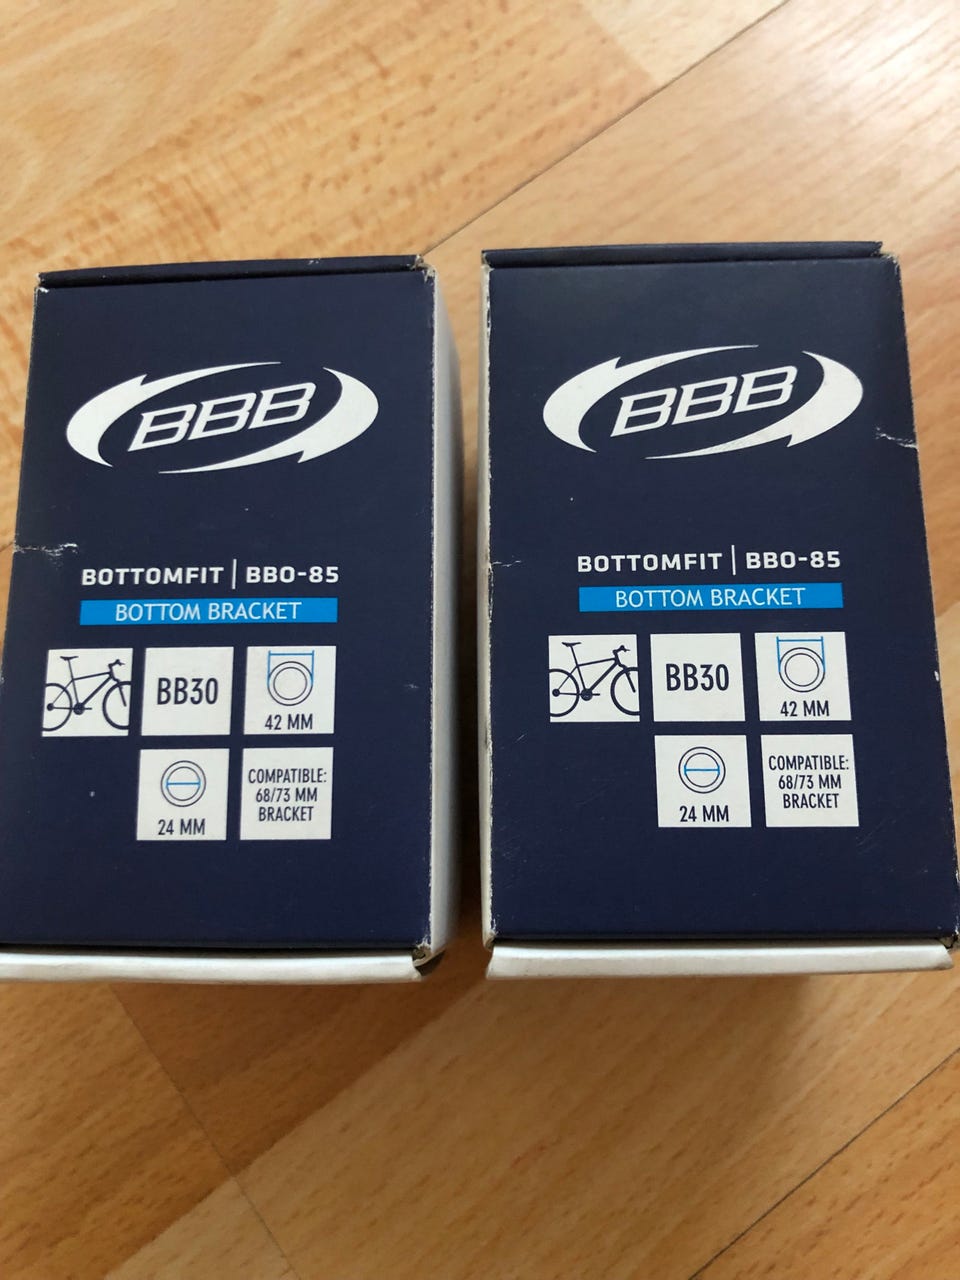 BBB
BOTTOMFIT | BBO-85
BOTTOM BRACKET
BB30
42 MM
24 MM
COMPATIBLE:
68/73 MM
BRACKET
BBB
BOTTOMFIT | BBO-85
BOTTOM BRACKET
BB30
42 MM
24 MM
COMPATIBLE:
68/73 MM
BRACKET